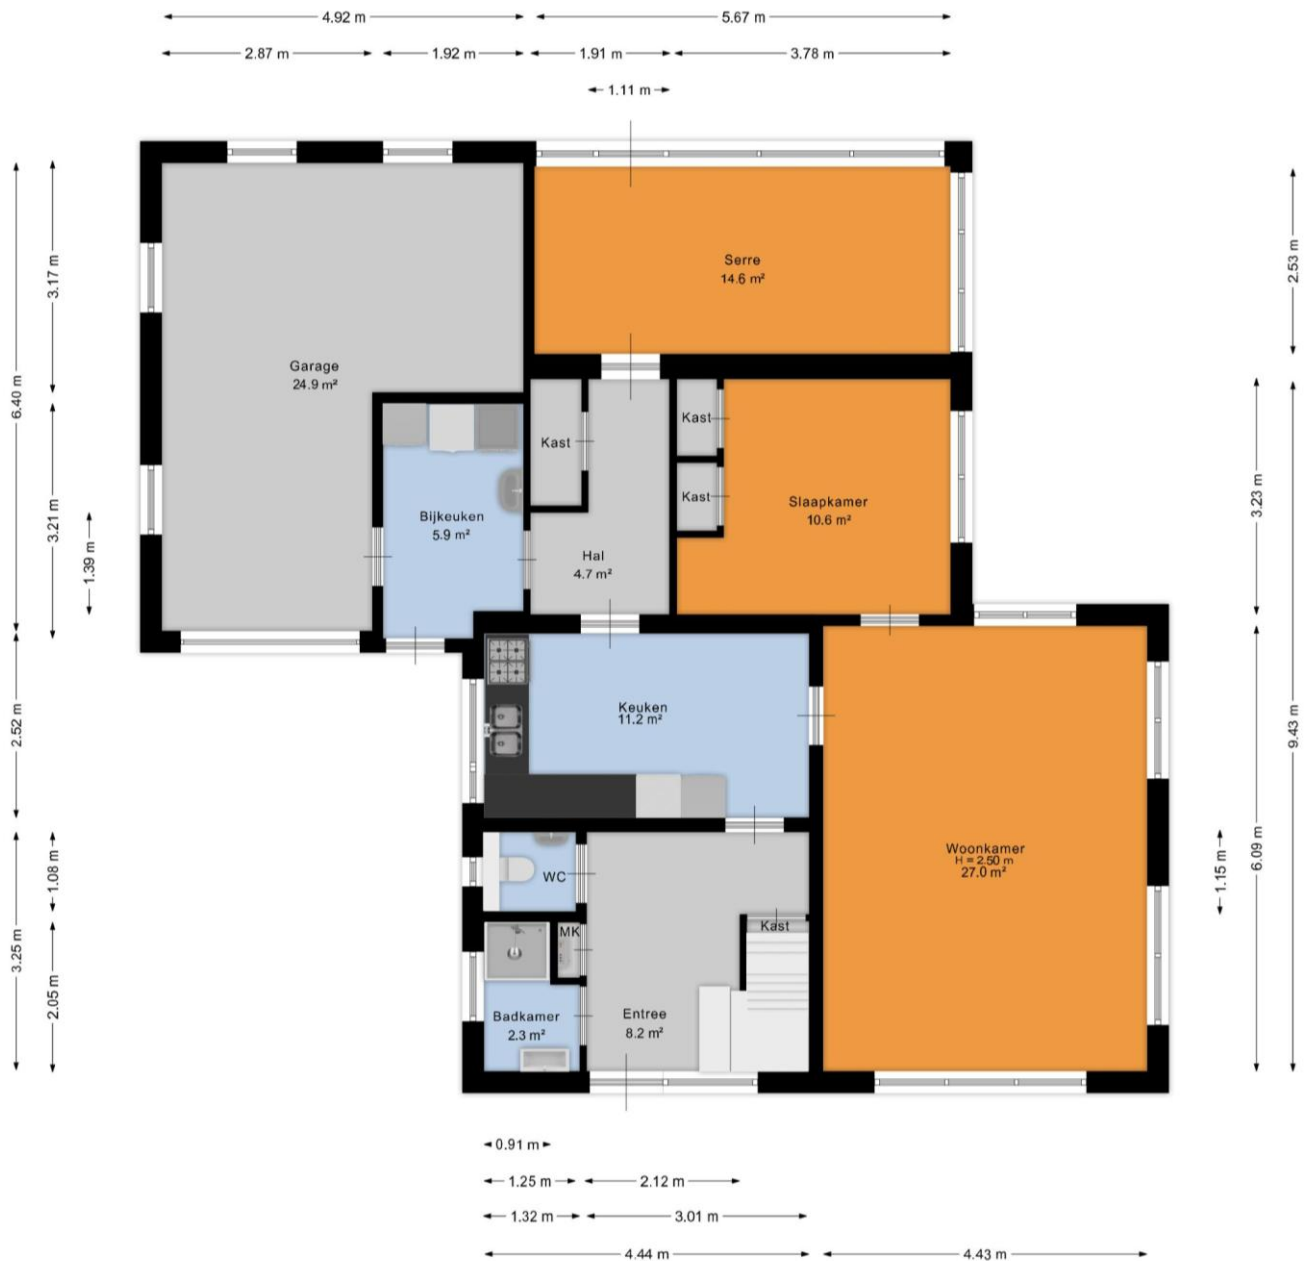 4.92 m
5.67 m
2.87 m
1.92 m
1.91 m
3.78 m
1.11 m
6.40 m
3.17 m
2.53 m
Serre
14.6 m²
Garage
24.9 m²
Kast
Kast
Kast
Slaapkamer
10.6 m²
3.21 m
1.39 m
3.23 m
Bijkeuken
5.9 m²
Hal
4.7 m²
2.52 m
Keuken
11.2 m²
9.43 m
6.09 m
Woonkamer
H = 2.50 m
27.0 m²
1.15 m
1.08 m
WC
3.25 m
2.05 m
MK
Kast
Badkamer
2.3 m²
Entree
8.2 m²
0.91 m
1.25 m
2.12 m
1.32 m
3.01 m
4.44 m
4.43 m